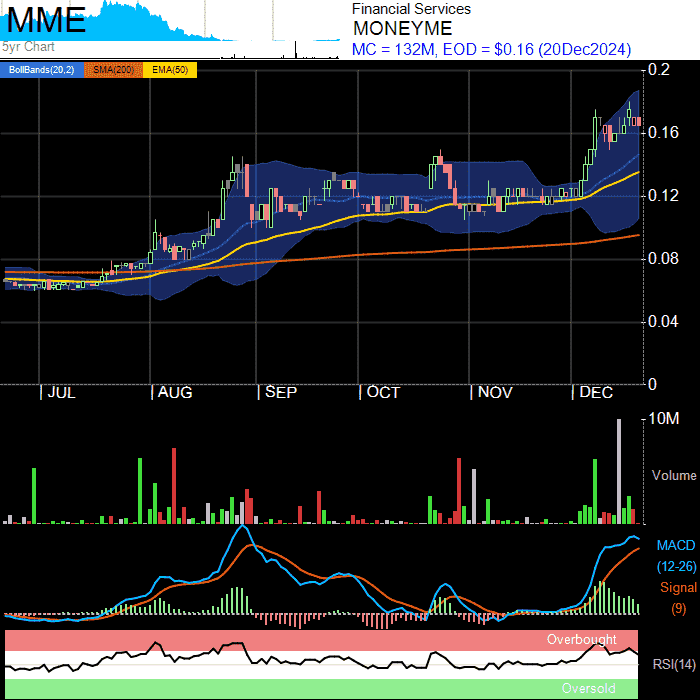 MME
Financial Services
MONEYME
5yr Chart
MC = 132M, EOD = $0.16 (20Dec2024)
BollBands(20,2) SMA(200) EMA(50)
0.2
0.16
0.12
0.08
0.04
0
JUL AUG SEP OCT NOV DEC
10M
Volume
MACD
(12-26)
Signal
(9)
Overbought
RSI(14)
Oversold